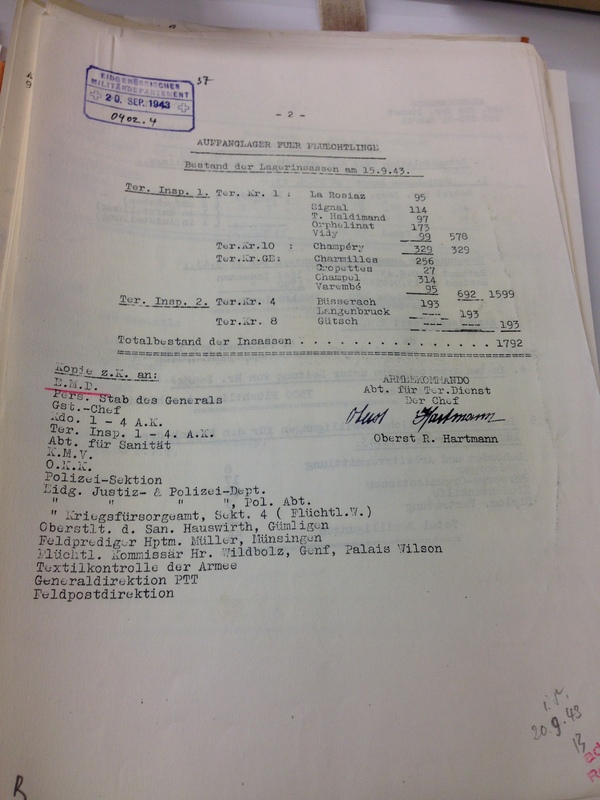 37
EIDGENÖSSISCHES
MILITÄRDEPARTEMENT
20. SEP. 1943
0402.4
- 2 -
AUFFANGLAGER FUER FLUECHTLINGE
Bestand der Lagerinsassen am 15.9.43.
Ter. Insp. 1. Ter. Kr. 1 : La Rosiaz 95
Signal 114
T. Haldimand 97
Orphelinat 173
Vidy 99 578
Ter.Kr.10 : Champéry 329 329
Ter.Kr.GE: Charmilles 256
Cropettes 27
Champel 314
Varembé 95 692 1599
Ter. Insp. 2. Ter.Kr. 4 Büsserach 193
Langenbruck --- 193
Ter.Kr. 8 Gütsch --- --- 193
Totalbestand der Insassen . . . . . . . . . . . . . . 1792
Kopie z.K. an:
E.M.D.
Pers. Stab des Generals
Gst.-Chef
Kdo. 1 - 4 A.K.
Ter. Insp. 1 - 4. A.K.
Abt. für Sanität
K.M.V.
O.K.K.
Polizei-Sektion
Eidg. Justiz- & Polizei-Dept.
" " ", Pol. Abt.
" Kriegsfürsorgeamt, Sekt. 4 ( Flüchtl.W.)
Oberstlt. d. San. Hauswirth, Gümligen
Feldprediger Hptm. Müller, Münsingen
Flüchtl. Kommissär Hr. Wildbolz, Genf, Palais Wilson
Textilkontrolle der Armee
Generaldirektion PTT
Feldpostdirektion
ARMEEKOMMANDO
Abt. für Ter.Dienst
Der Chef
Oberst Hartmann
Oberst R. Hartmann
20.9.43
B
R